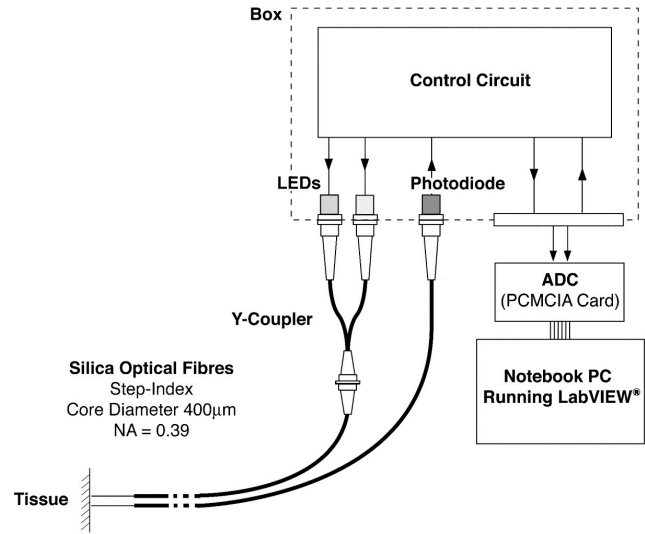 Box
Control Circuit
LEDs
Photodiode
ADC
(PCMCIA Card)
Y-Coupler
Notebook PC
Running LabVIEW®
Silica Optical Fibres
Step-Index
Core Diameter 400µm
NA = 0.39
Tissue